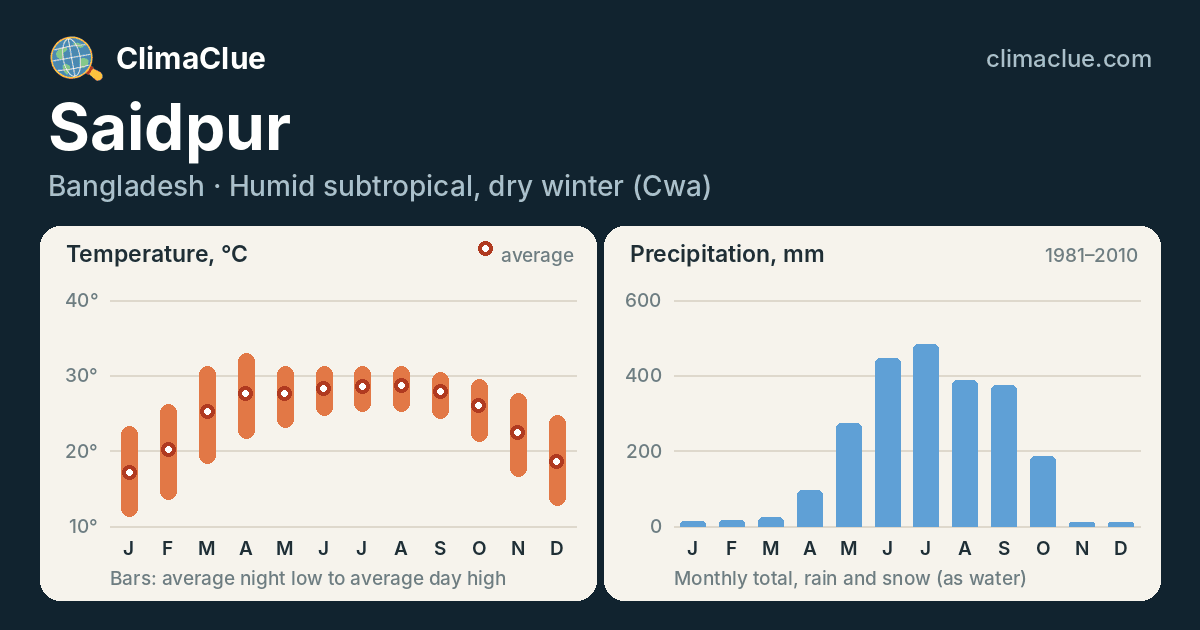 ClimaClue
climaclue.com
Saidpur
Bangladesh · Humid subtropical, dry winter (Cwa)
Temperature, °C
average
40°
30°
20°
10°
J F M A M J J A S O N D
Bars: average night low to average day high
Precipitation, mm
1981–2010
600
400
200
0
J F M A M J J A S O N D
Monthly total, rain and snow (as water)